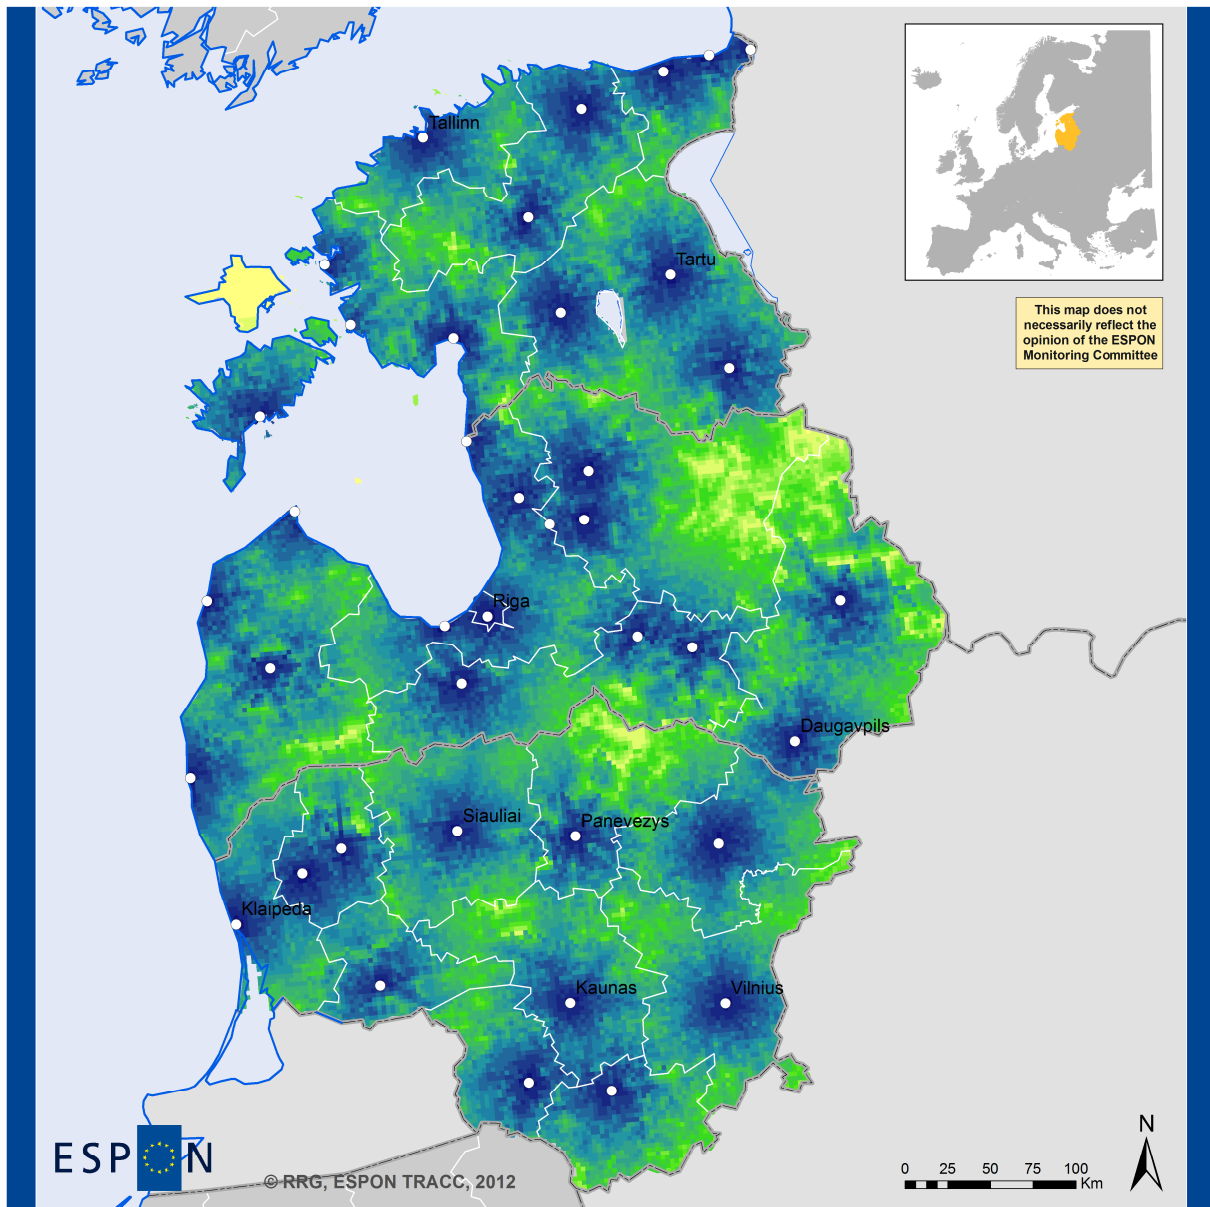 Tallinn
Tartu
This map does not
necessarily reflect the
opinion of the ESPON
Monitoring Committee
Riga
Daugavpils
Siauliai
Panevezys
Klaipeda
Kaunas
Vilnius
ESPON
© RRG, ESPON TRACC, 2012
N
0 25 50 75 100
Km